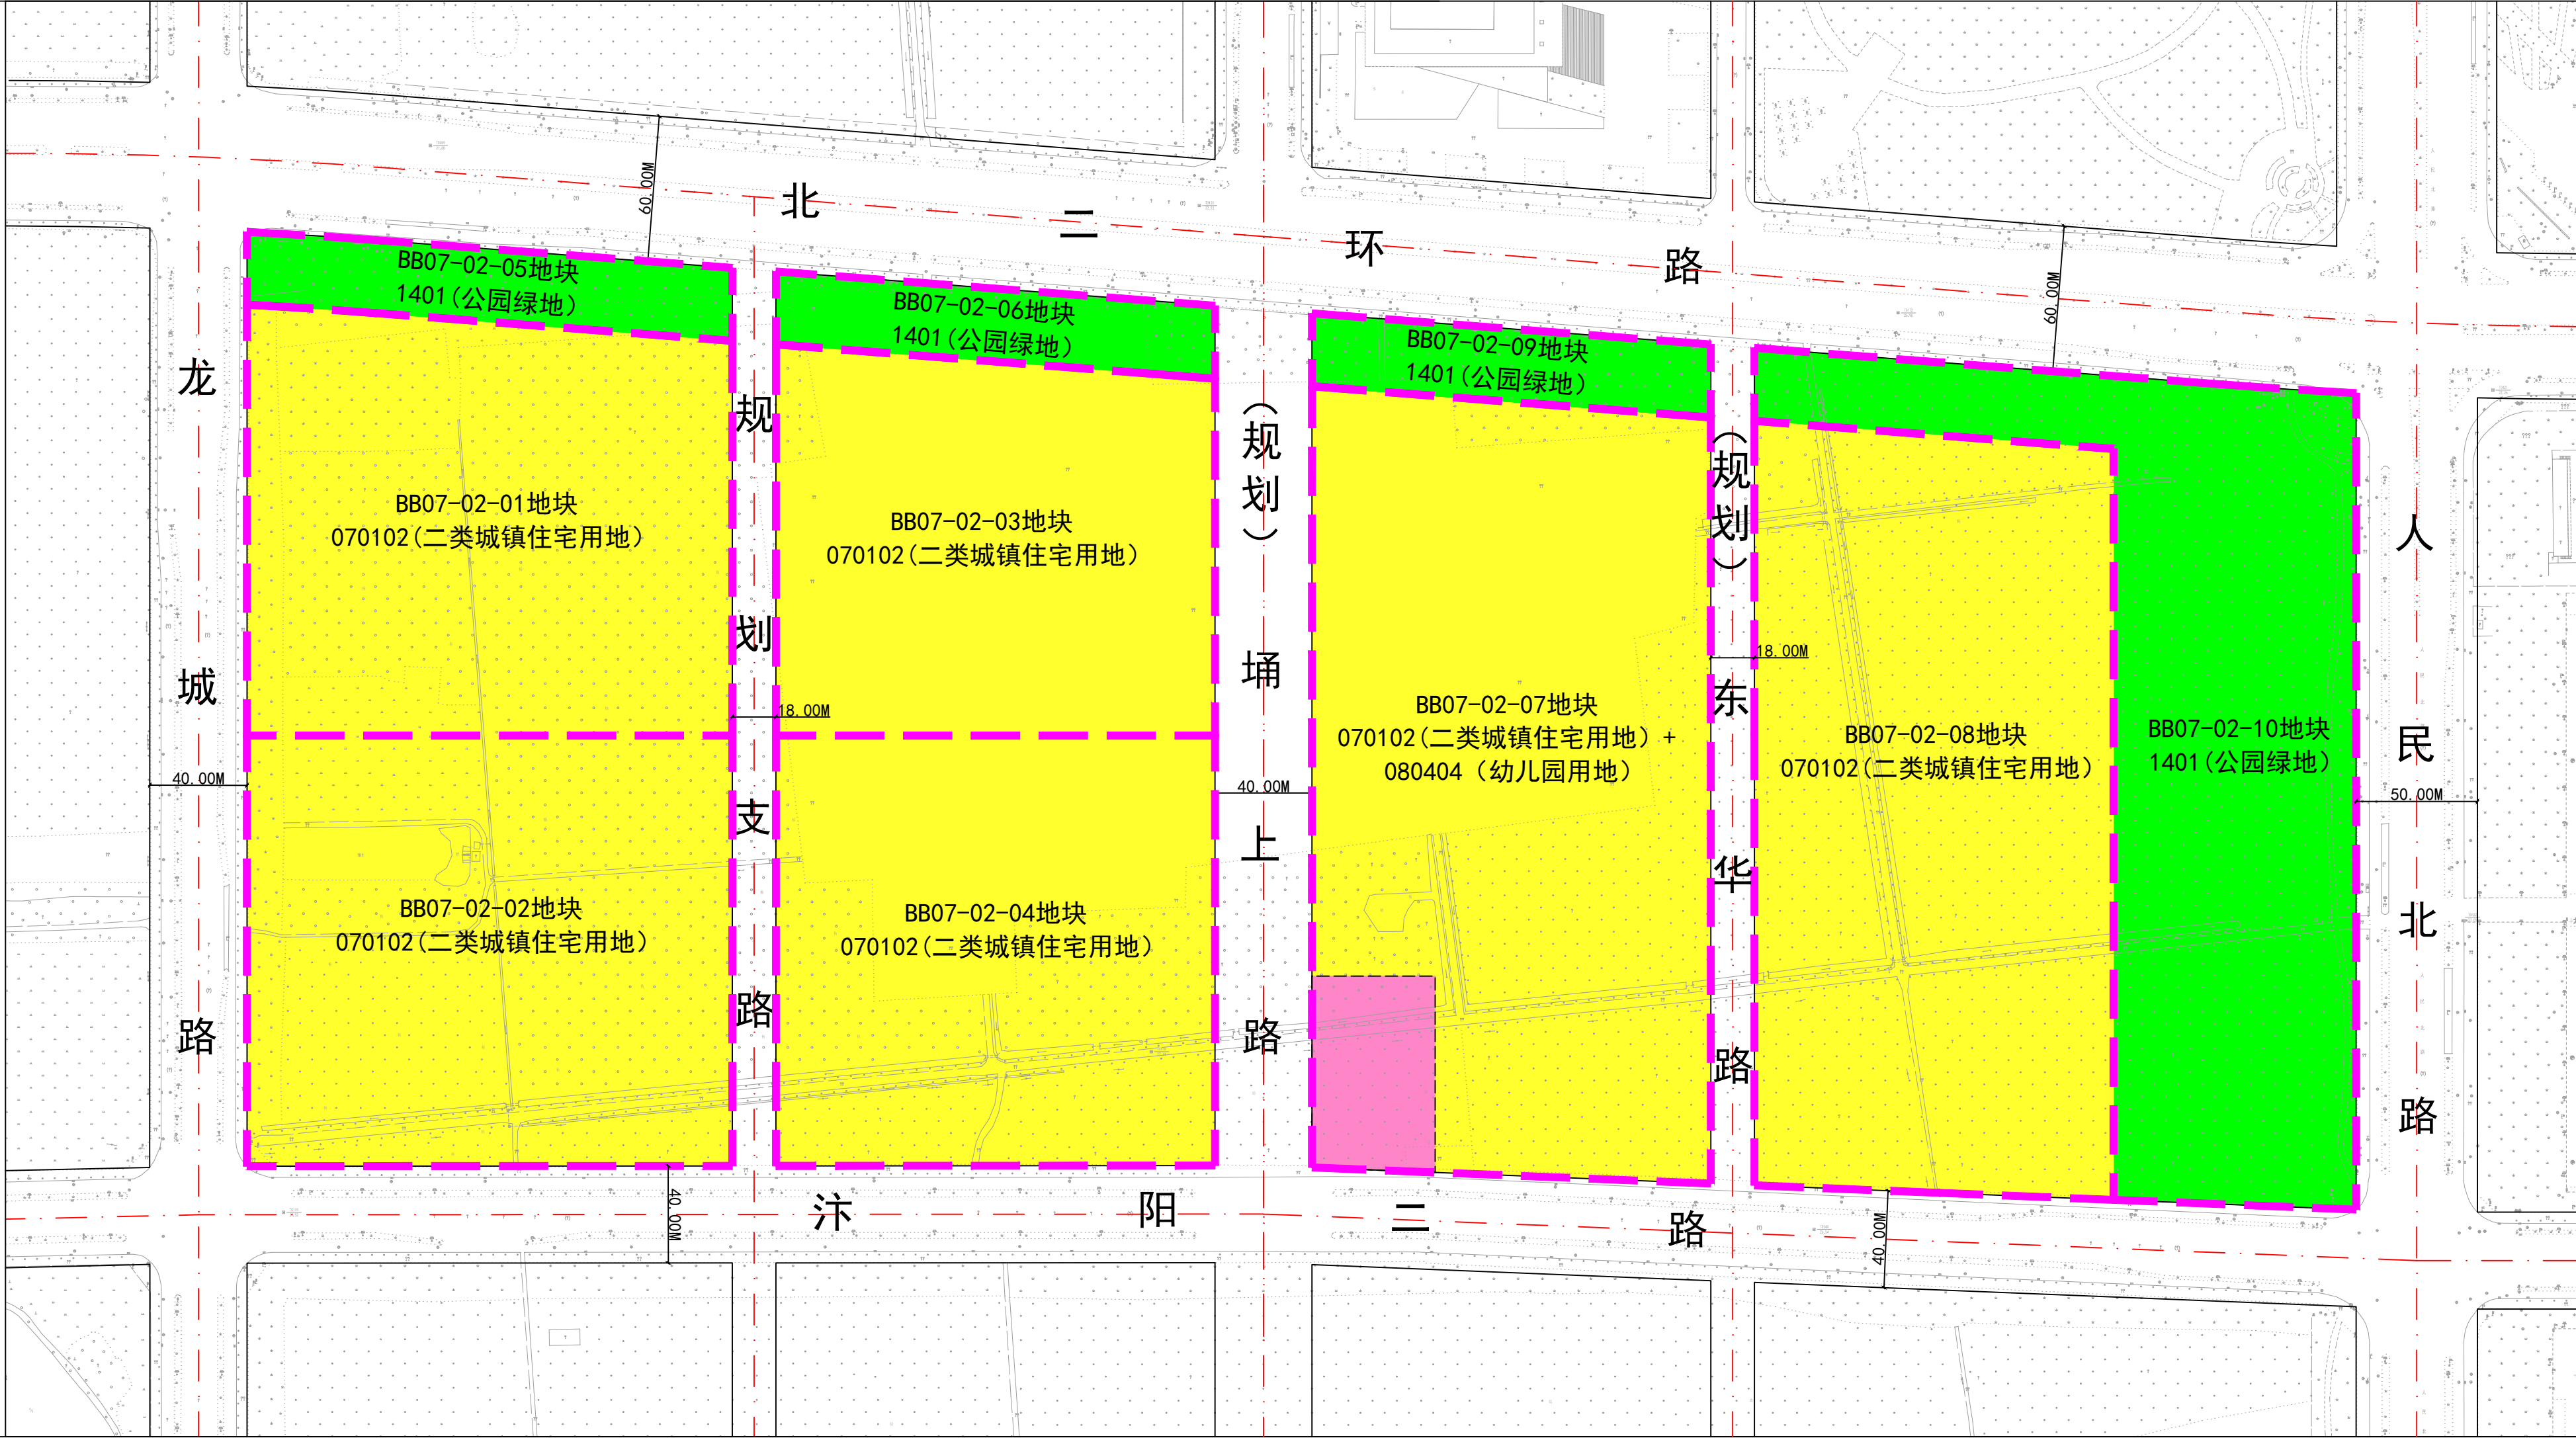 北二环路
60.00M
60.00M
BB07-02-05地块
1401(公园绿地)
BB07-02-06地块
1401(公园绿地)
BB07-02-09地块
1401(公园绿地)
龙城路
规划支路
(规划)
埇上路
(规划)
东华路
人民北路
BB07-02-01地块
070102(二类城镇住宅用地)
BB07-02-03地块
070102(二类城镇住宅用地)
BB07-02-07地块
070102(二类城镇住宅用地)+
080404（幼儿园用地)
BB07-02-08地块
070102(二类城镇住宅用地)
BB07-02-10地块
1401(公园绿地)
18.00M
18.00M
40.00M
40.00M
50.00M
BB07-02-02地块
070102(二类城镇住宅用地)
BB07-02-04地块
070102(二类城镇住宅用地)
40.00M
40.00M
汴阳二路